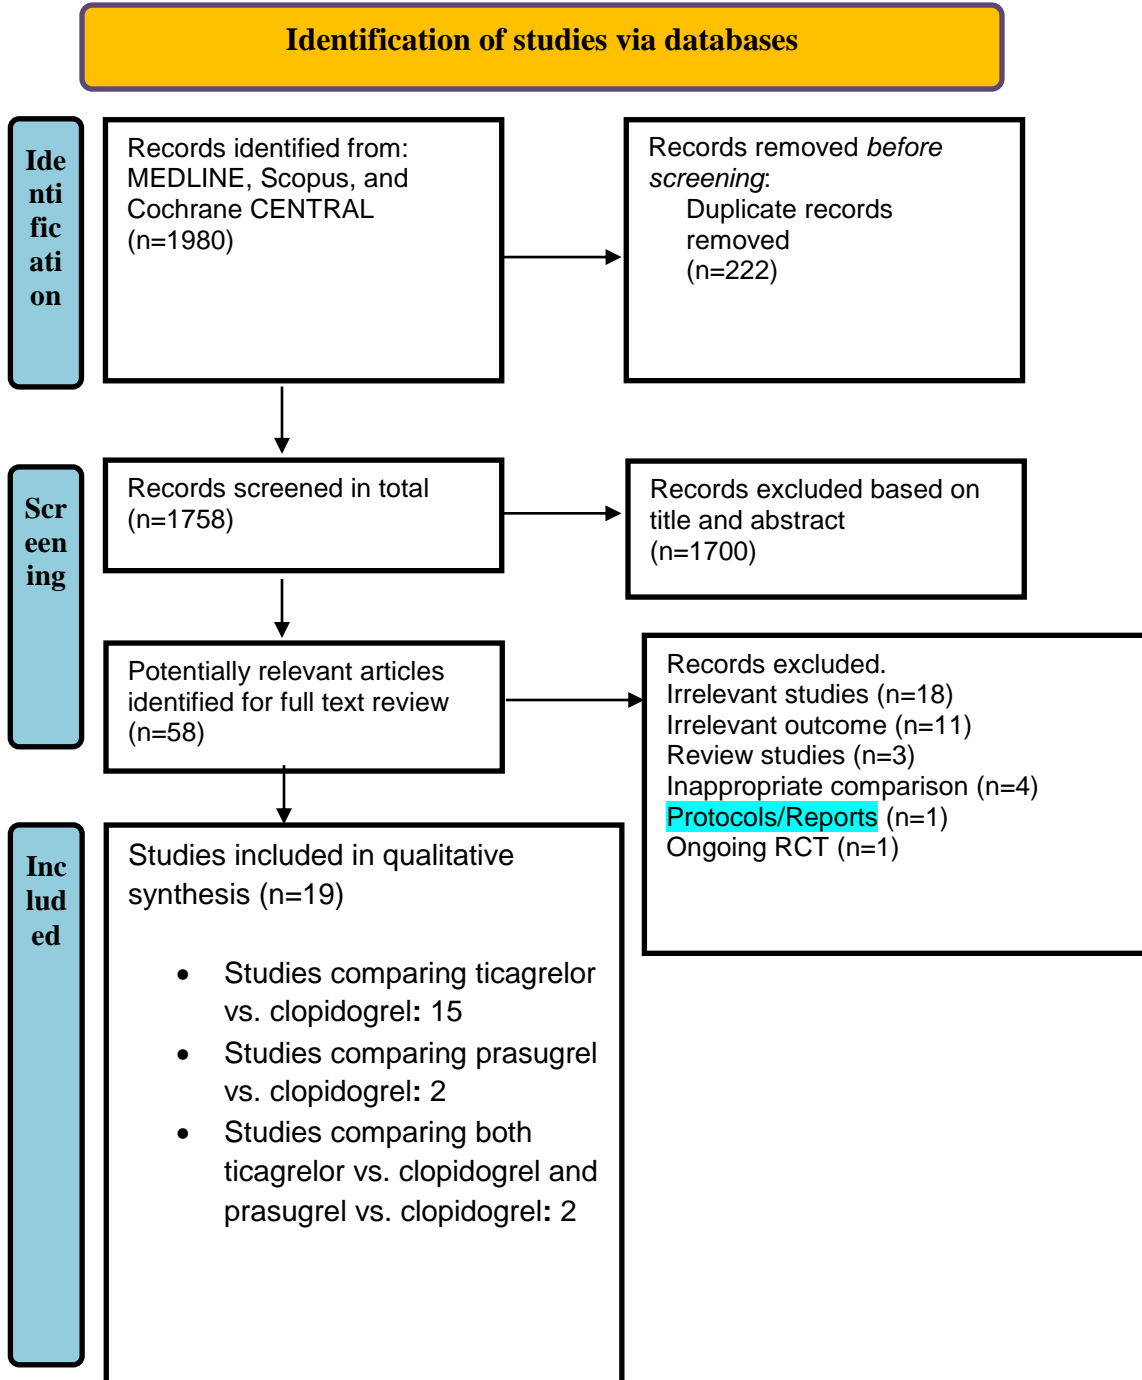 Identification of studies via databases
Ide
nti
fic
ati
on
Records identified from:
MEDLINE, Scopus, and
Cochrane CENTRAL
(n=1980)
Records removed before
screening:
Duplicate records
removed
(n=222)
Scr
een
ing
Records screened in total
(n=1758)
Records excluded based on
title and abstract
(n=1700)
Potentially relevant articles
identified for full text review
(n=58)
Records excluded.
Irrelevant studies (n=18)
Irrelevant outcome (n=11)
Review studies (n=3)
Inappropriate comparison (n=4)
Protocols/Reports (n=1)
Ongoing RCT (n=1)
Inc
lud
ed
Studies included in qualitative
synthesis (n=19)
• Studies comparing ticagrelor
vs. clopidogrel: 15
• Studies comparing prasugrel
vs. clopidogrel: 2
• Studies comparing both
ticagrelor vs. clopidogrel and
prasugrel vs. clopidogrel: 2